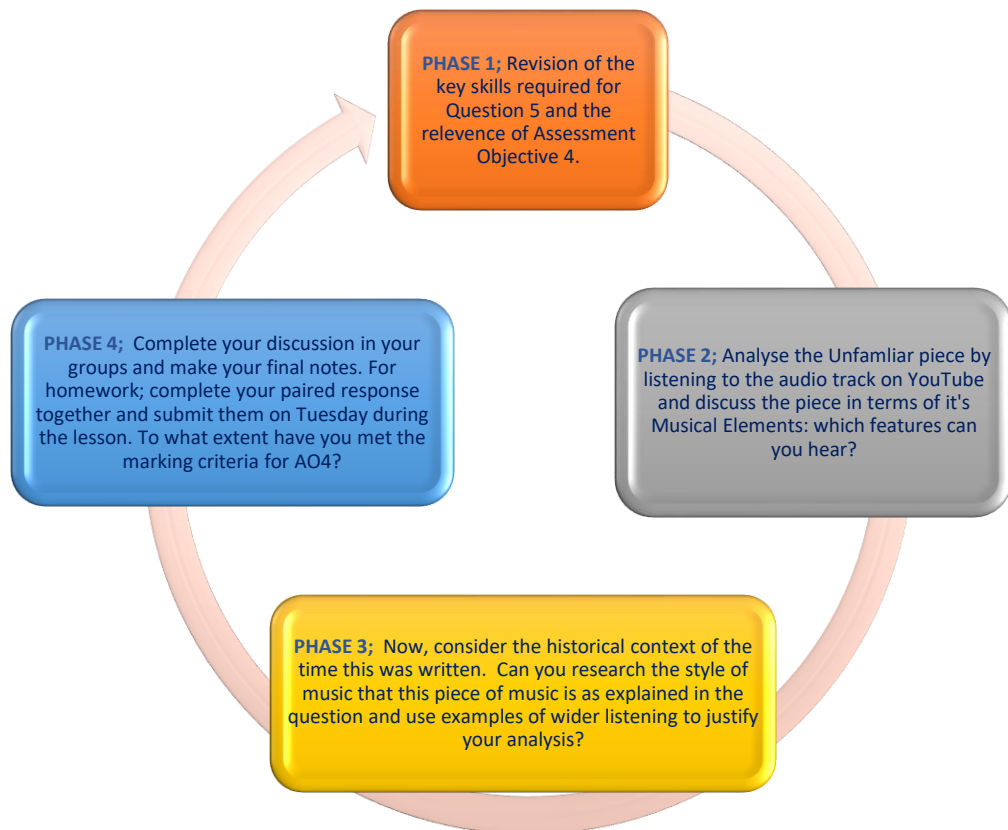 PHASE 1; Revision of the
key skills required for
Question 5 and the
relevence of Assessment
Objective 4.
PHASE 2; Analyse the Unfamliar piece by
listening to the audio track on YouTube
and discuss the piece in terms of it's
Musical Elements: which features can
you hear?
PHASE 3;  Now, consider the historical context of the
time this was written.  Can you research the style of
music that this piece of music is as explained in the
question and use examples of wider listening to justify
your analysis?
PHASE 4;  Complete your discussion in your
groups and make your final notes. For
homework; complete your paired response
together and submit them on Tuesday during
the lesson. To what extent have you met the
marking criteria for AO4?